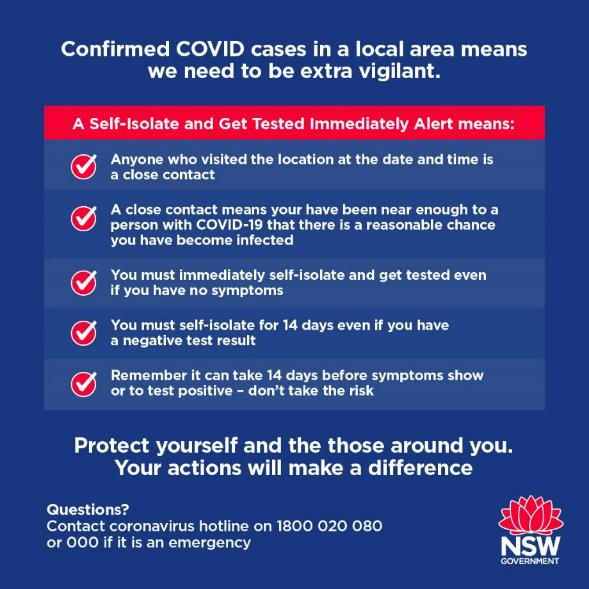 Confirmed COVID cases in a local area means
we need to be extra vigilant.
A Self-Isolate and Get Tested Immediately Alert means:
Anyone who visited the location at the date and time is
a close contact
A close contact means your have been near enough to a
person with COVID-19 that there is a reasonable chance
you have become infected
You must immediately self-isolate and get tested even
if you have no symptoms
You must self-isolate for 14 days even if you have
a negative test result
Remember it can take 14 days before symptoms show
or to test positive – don't take the risk
Protect yourself and the those around you.
Your actions will make a difference
Questions?
Contact coronavirus hotline on 1800 020 080
or 000 if it is an emergency
NSW
GOVERNMENT